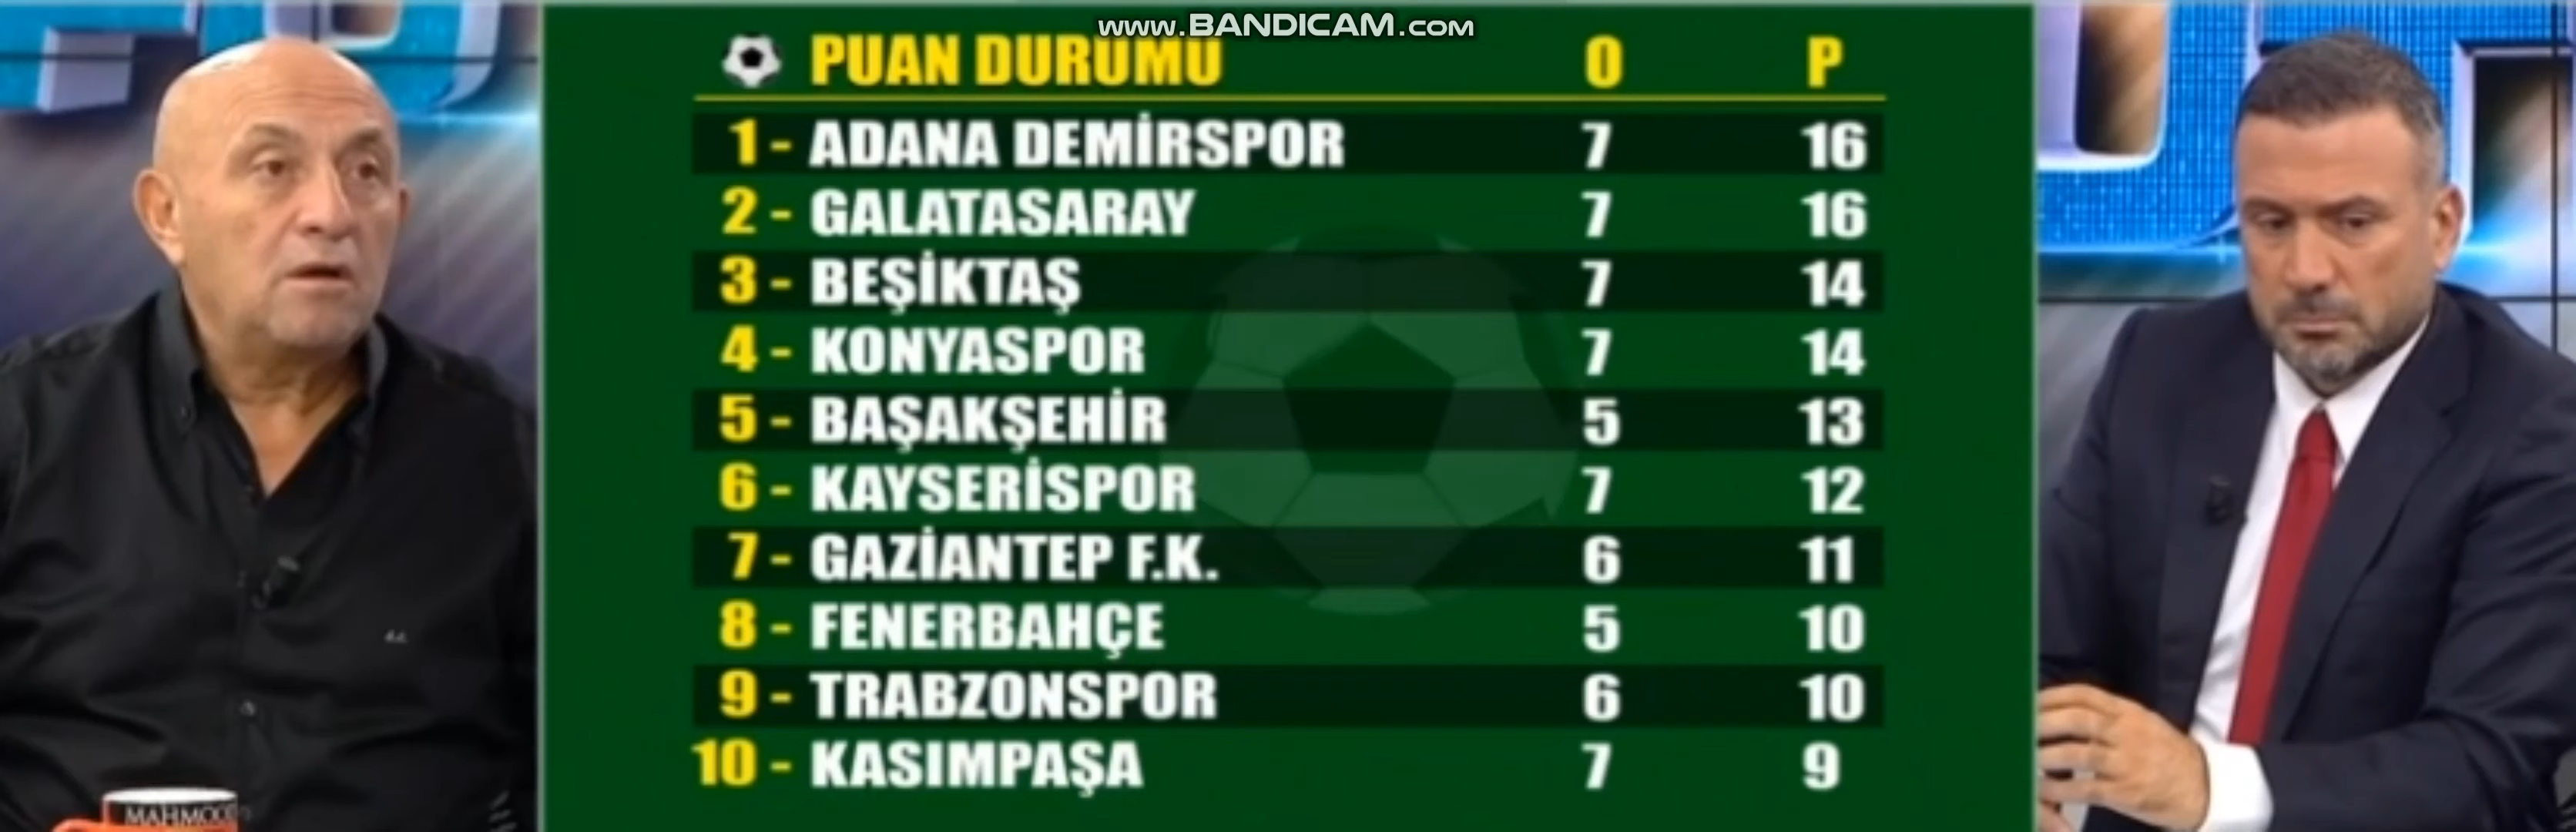 www.BANDICAM.com
PUAN DURUMU O P
1 - ADANA DEMİRSPOR 7 16
2 - GALATASARAY 7 16
3 - BEŞİKTAŞ 7 14
4 - KONYASPOR 7 14
5 - BAŞAKŞEHİR 5 13
6 - KAYSERİSPOR 7 12
7 - GAZİANTEP F.K. 6 11
8 - FENERBAHÇE 5 10
9 - TRABZONSPOR 6 10
10 - KASIMPAŞA 7 9